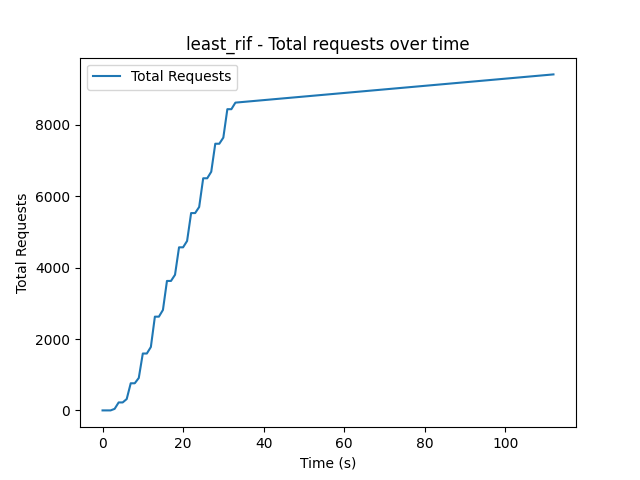 least_rif - Total requests over time
Total Requests
Total Requests
8000
6000
4000
2000
0
0 20 40 60 80 100
Time (s)